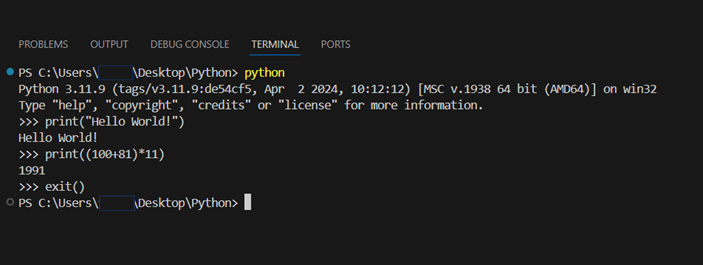 PROBLEMS OUTPUT DEBUG CONSOLE TERMINAL PORTS
PS C:\Users\ \Desktop\Python> python
Python 3.11.9 (tags/v3.11.9:de54cf5, Apr  2 2024, 10:12:12) [MSC v.1938 64 bit (AMD64)] on win32
Type "help", "copyright", "credits" or "license" for more information.
>>> print("Hello World!")
Hello World!
>>> print((100+81)*11)
1991
>>> exit()
PS C:\Users\ \Desktop\Python>